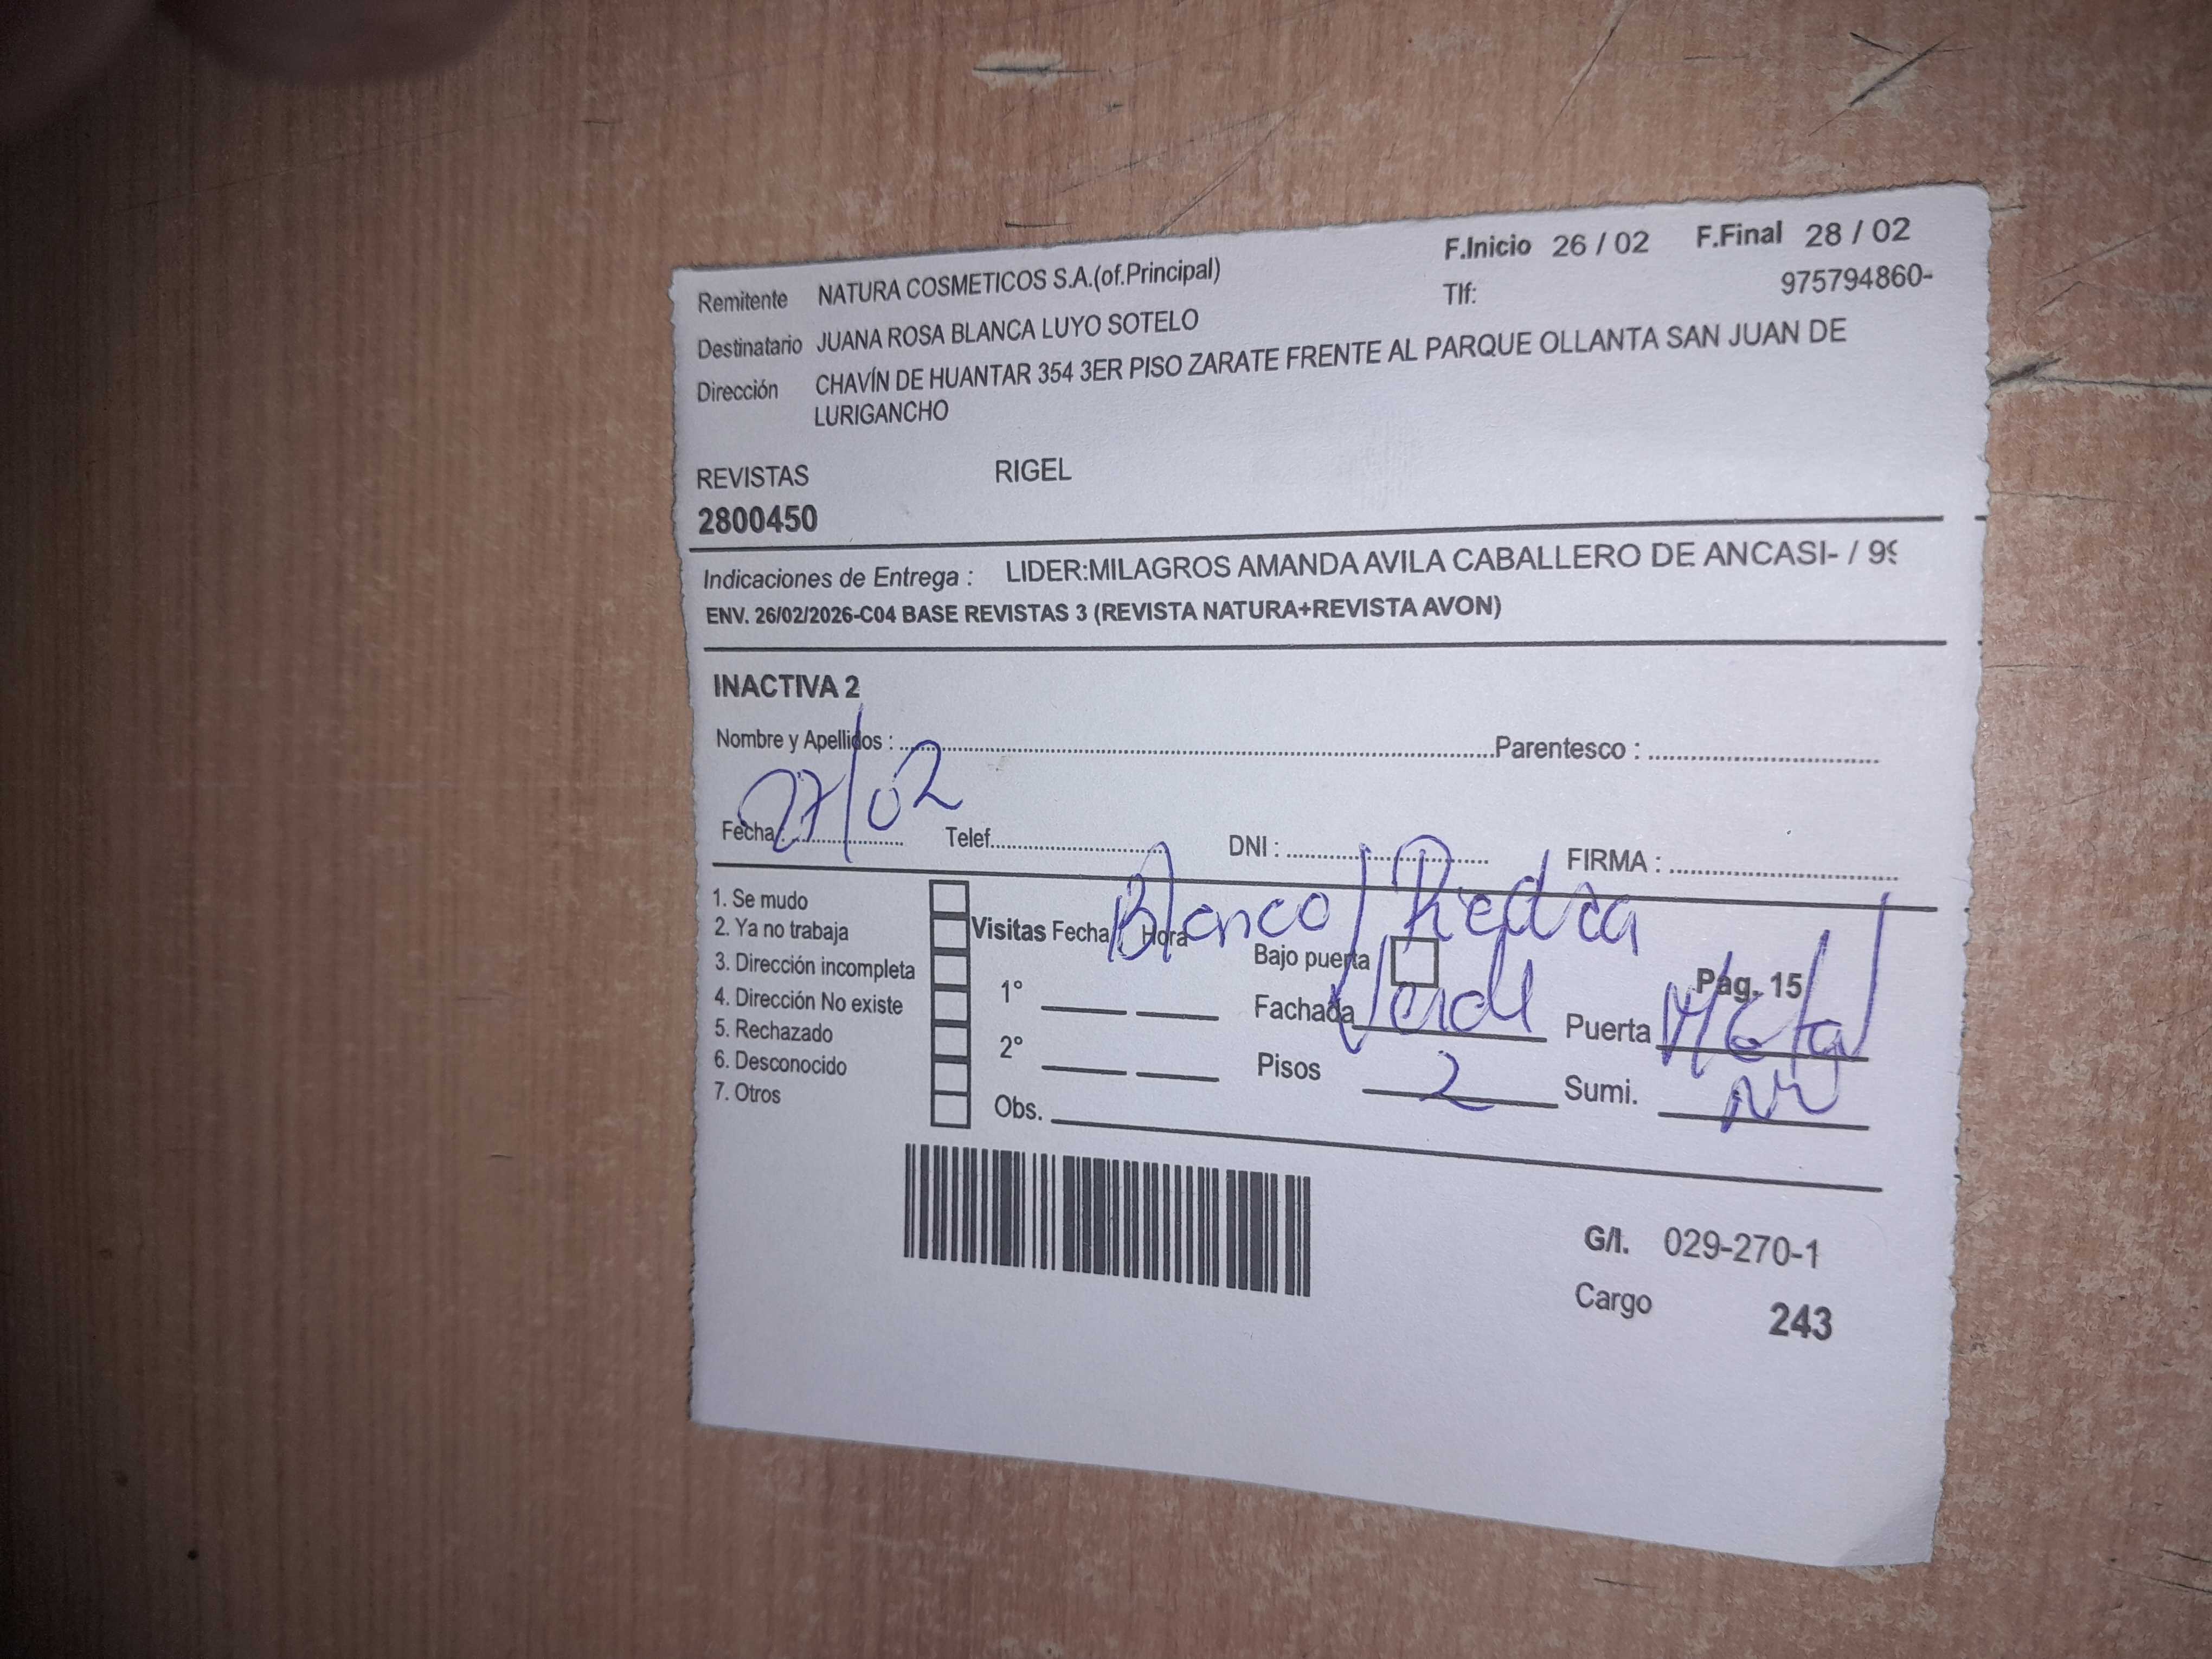 F.Inicio 26 / 02 F.Final 28 / 02
Remitente NATURA COSMETICOS S.A.(of.Principal) Tlf: 975794860-
Destinatario JUANA ROSA BLANCA LUYO SOTELO
Dirección CHAVÍN DE HUANTAR 354 3ER PISO ZARATE FRENTE AL PARQUE OLLANTA SAN JUAN DE
LURIGANCHO
REVISTAS RIGEL
2800450
Indicaciones de Entrega : LIDER:MILAGROS AMANDA AVILA CABALLERO DE ANCASI- / 99
ENV. 26/02/2026-C04 BASE REVISTAS 3 (REVISTA NATURA+REVISTA AVON)
INACTIVA 2
Nombre y Apellidos : Parentesco :
Fecha: 27/02 Telef. DNI : FIRMA :
Blanco / Piedra
1. Se mudo
2. Ya no trabaja Visitas Fecha / Hora Bajo puerta
3. Dirección incompleta 1° Pag. 15
4. Dirección No existe Fachada Verde Puerta Metal
5. Rechazado 2°
6. Desconocido Pisos 2 Sumi.
7. Otros Obs.
G/I. 029-270-1
Cargo 243